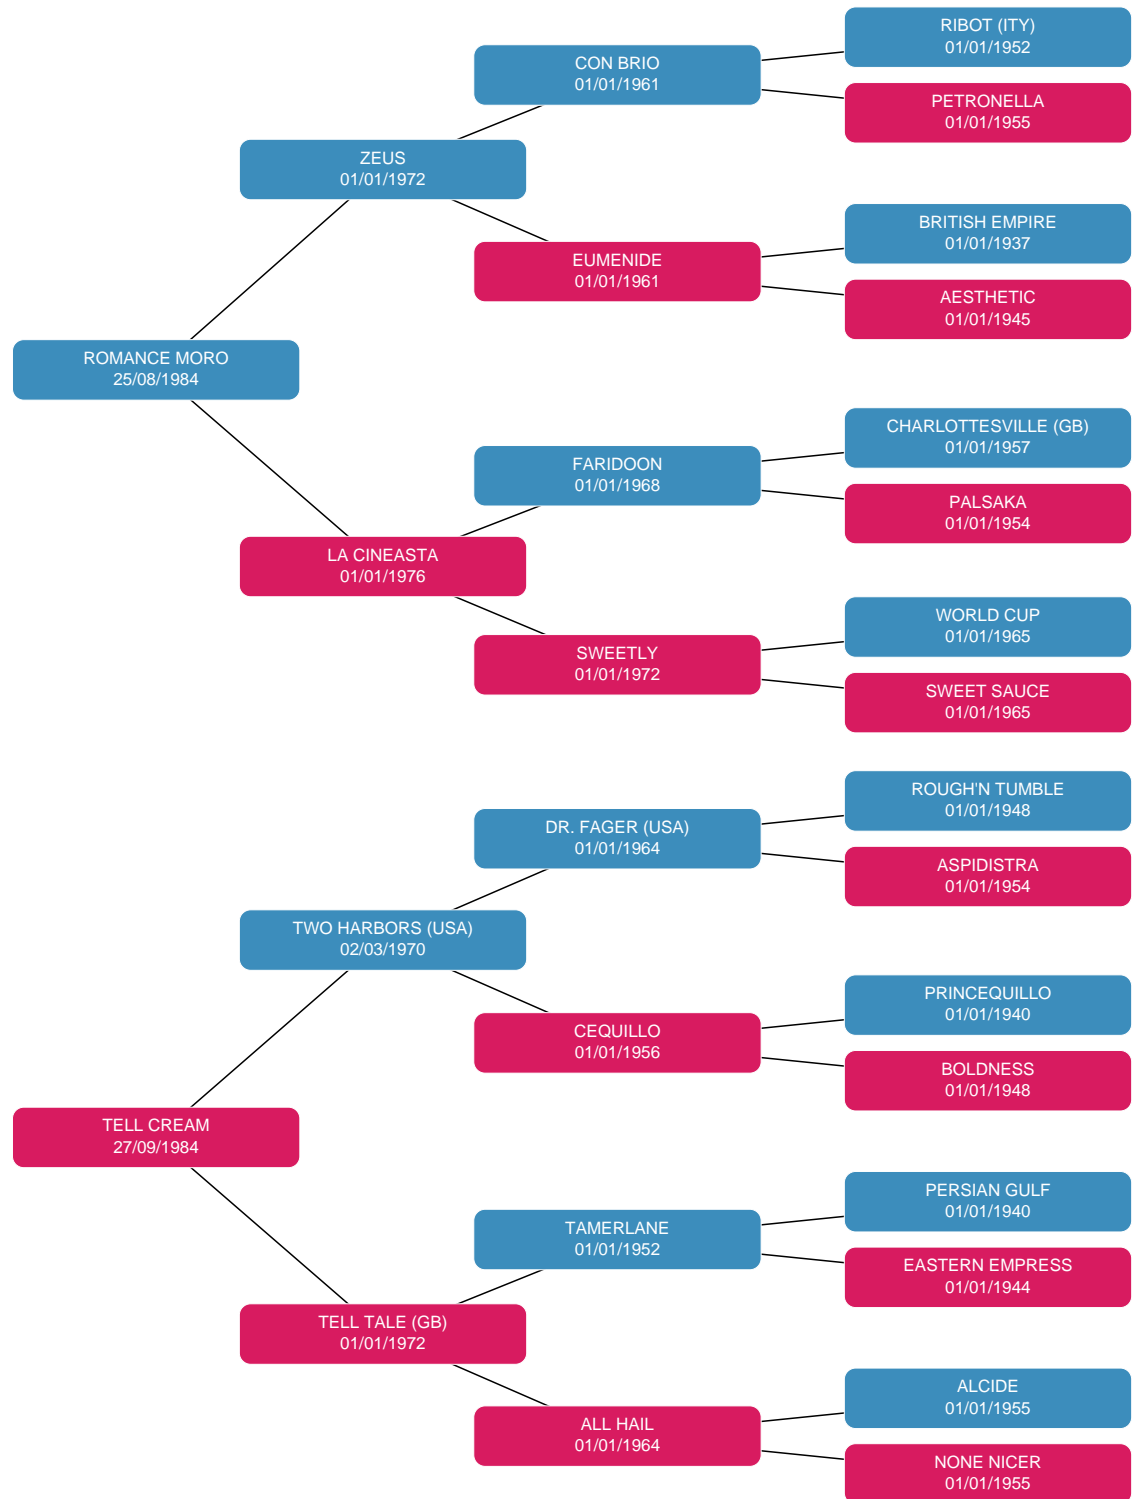 RIBOT (ITY)
01/01/1952
CON BRIO
01/01/1961
PETRONELLA
01/01/1955
ZEUS
01/01/1972
BRITISH EMPIRE
01/01/1937
EUMENIDE
01/01/1961
AESTHETIC
01/01/1945
ROMANCE MORO
25/08/1984
CHARLOTTESVILLE (GB)
01/01/1957
FARIDOON
01/01/1968
PALSAKA
01/01/1954
LA CINEASTA
01/01/1976
WORLD CUP
01/01/1965
SWEETLY
01/01/1972
SWEET SAUCE
01/01/1965
ROUGH'N TUMBLE
01/01/1948
DR. FAGER (USA)
01/01/1964
ASPIDISTRA
01/01/1954
TWO HARBORS (USA)
02/03/1970
PRINCEQUILLO
01/01/1940
CEQUILLO
01/01/1956
BOLDNESS
01/01/1948
TELL CREAM
27/09/1984
PERSIAN GULF
01/01/1940
TAMERLANE
01/01/1952
EASTERN EMPRESS
01/01/1944
TELL TALE (GB)
01/01/1972
ALCIDE
01/01/1955
ALL HAIL
01/01/1964
NONE NICER
01/01/1955